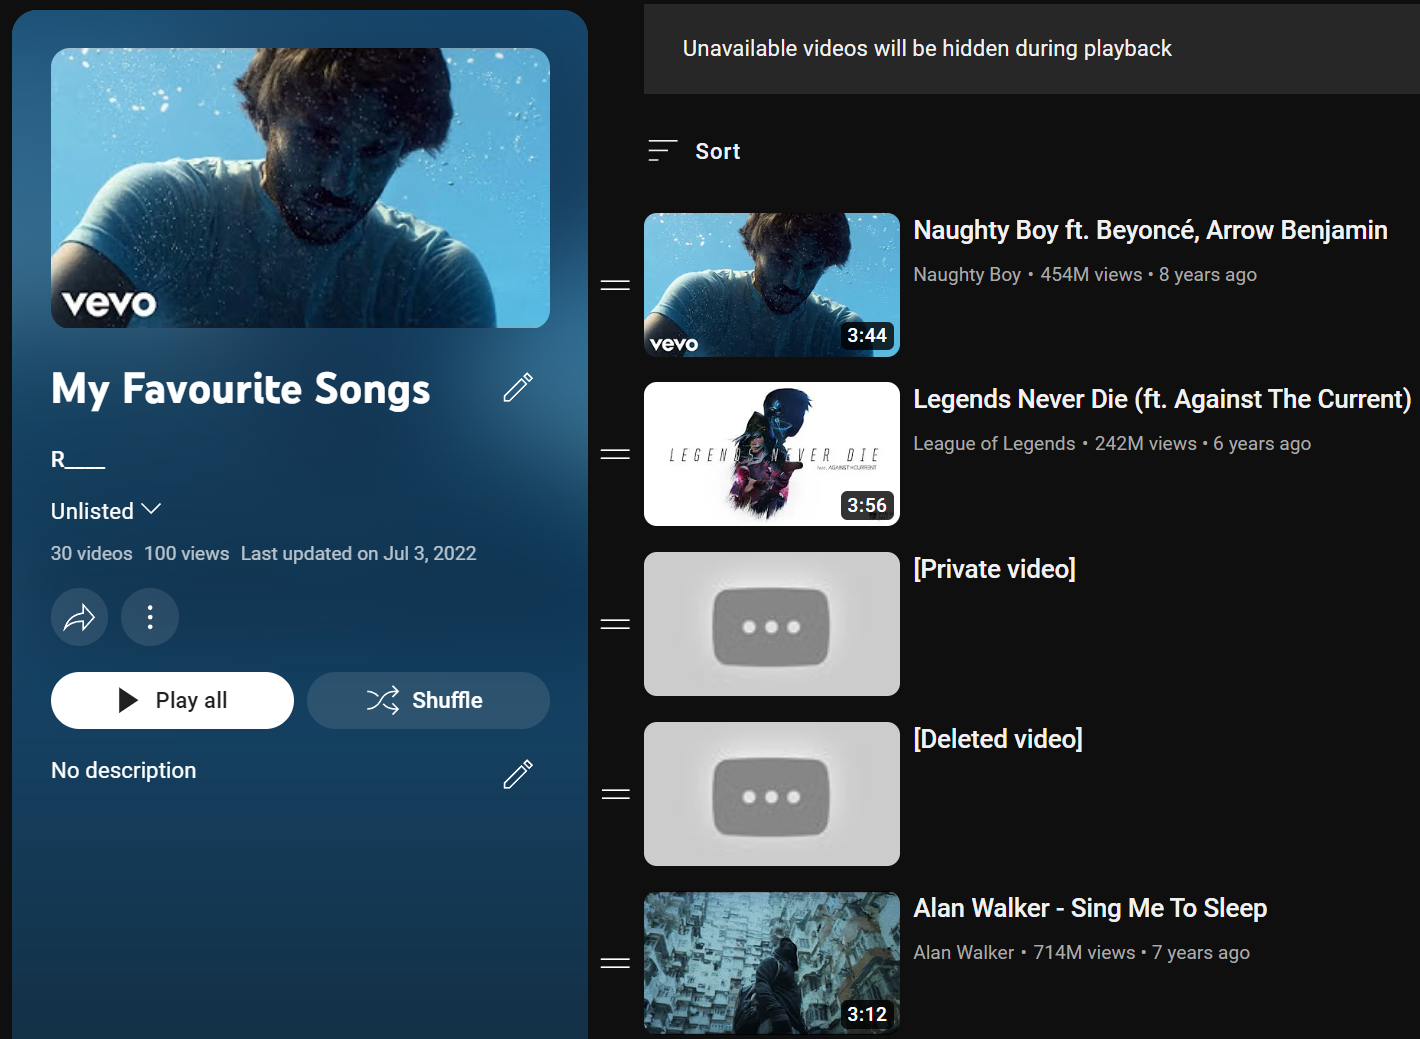 vevo
My Favourite Songs
R____
Unlisted
30 videos 100 views Last updated on Jul 3, 2022
Play all
Shuffle
No description
Unavailable videos will be hidden during playback
Sort
vevo
3:44
Naughty Boy ft. Beyoncé, Arrow Benjamin
Naughty Boy • 454M views • 8 years ago
LEGENDS NEVER DIE
feat. AGAINST THE CURRENT
3:56
Legends Never Die (ft. Against The Current)
League of Legends • 242M views • 6 years ago
[Private video]
[Deleted video]
3:12
Alan Walker - Sing Me To Sleep
Alan Walker • 714M views • 7 years ago